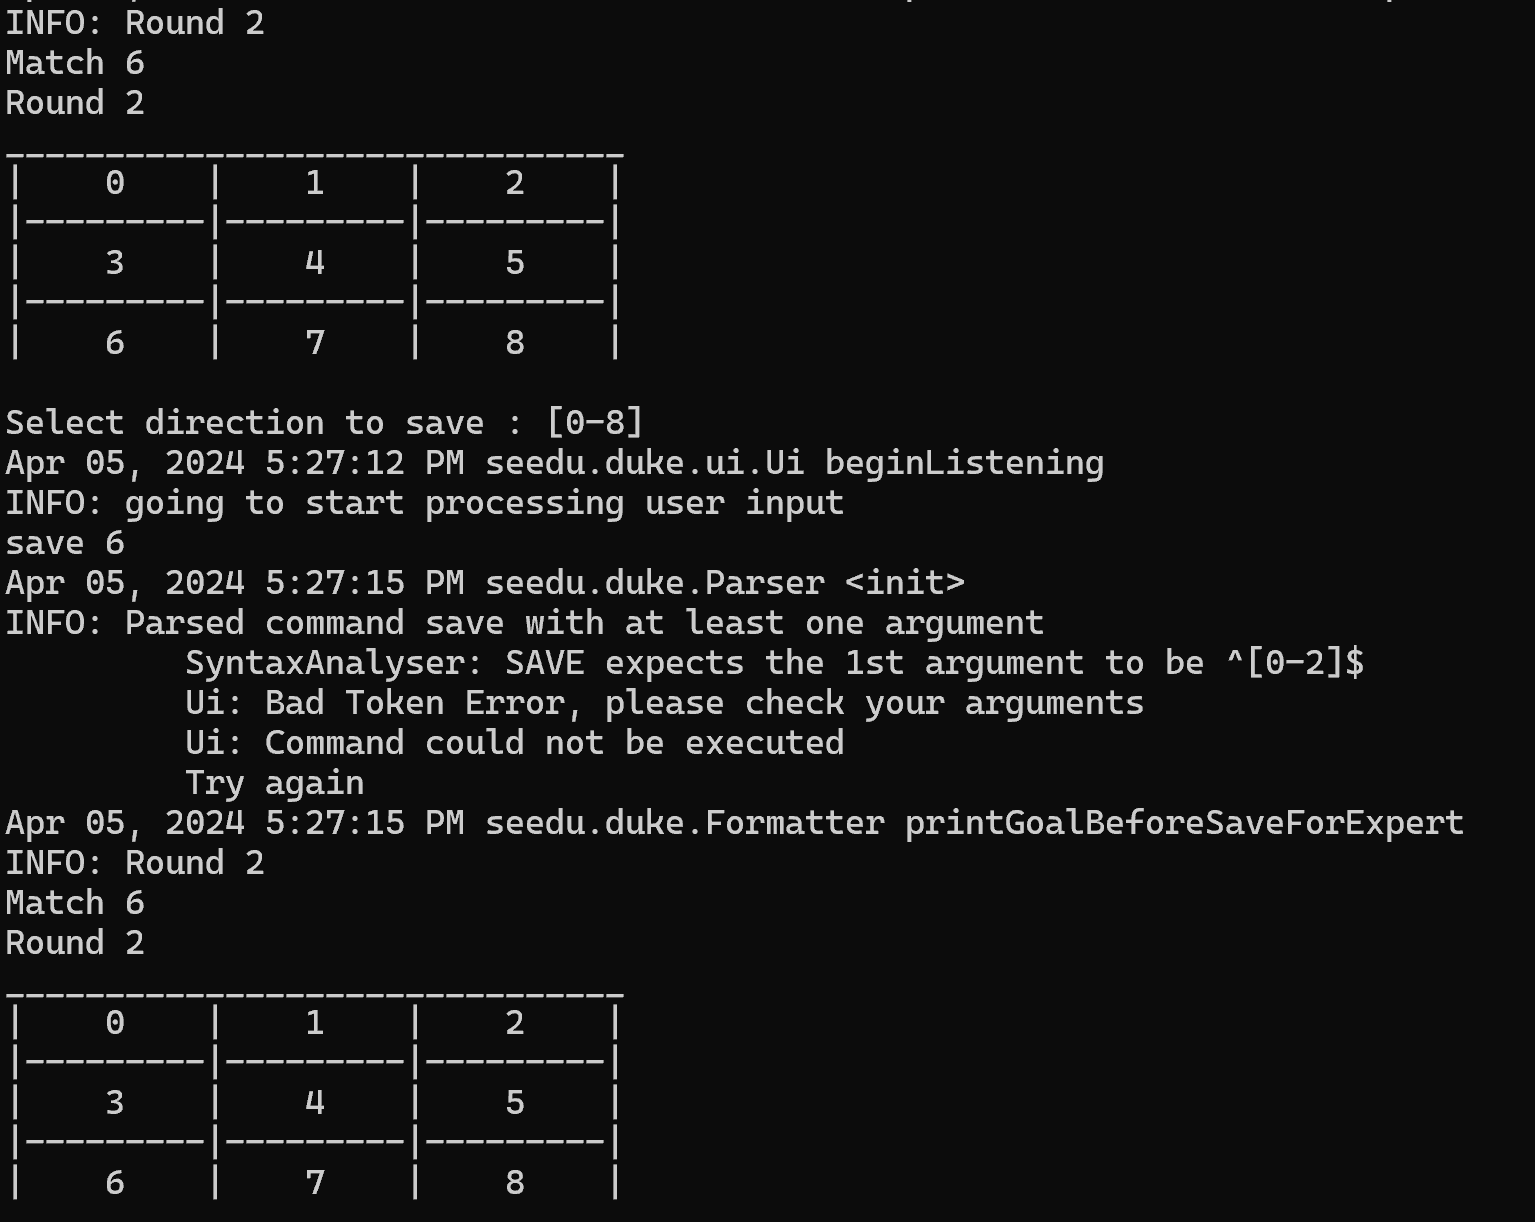 INFO: Round 2
Match 6
Round 2
_______________________________
|    0    |    1    |    2    |
|---------|---------|---------|
|    3    |    4    |    5    |
|---------|---------|---------|
|    6    |    7    |    8    |
Select direction to save : [0-8]
Apr 05, 2024 5:27:12 PM seedu.duke.ui.Ui beginListening
INFO: going to start processing user input
save 6
Apr 05, 2024 5:27:15 PM seedu.duke.Parser <init>
INFO: Parsed command save with at least one argument
         SyntaxAnalyser: SAVE expects the 1st argument to be ^[0-2]$
         Ui: Bad Token Error, please check your arguments
         Ui: Command could not be executed
         Try again
Apr 05, 2024 5:27:15 PM seedu.duke.Formatter printGoalBeforeSaveForExpert
INFO: Round 2
Match 6
Round 2
_______________________________
|    0    |    1    |    2    |
|---------|---------|---------|
|    3    |    4    |    5    |
|---------|---------|---------|
|    6    |    7    |    8    |